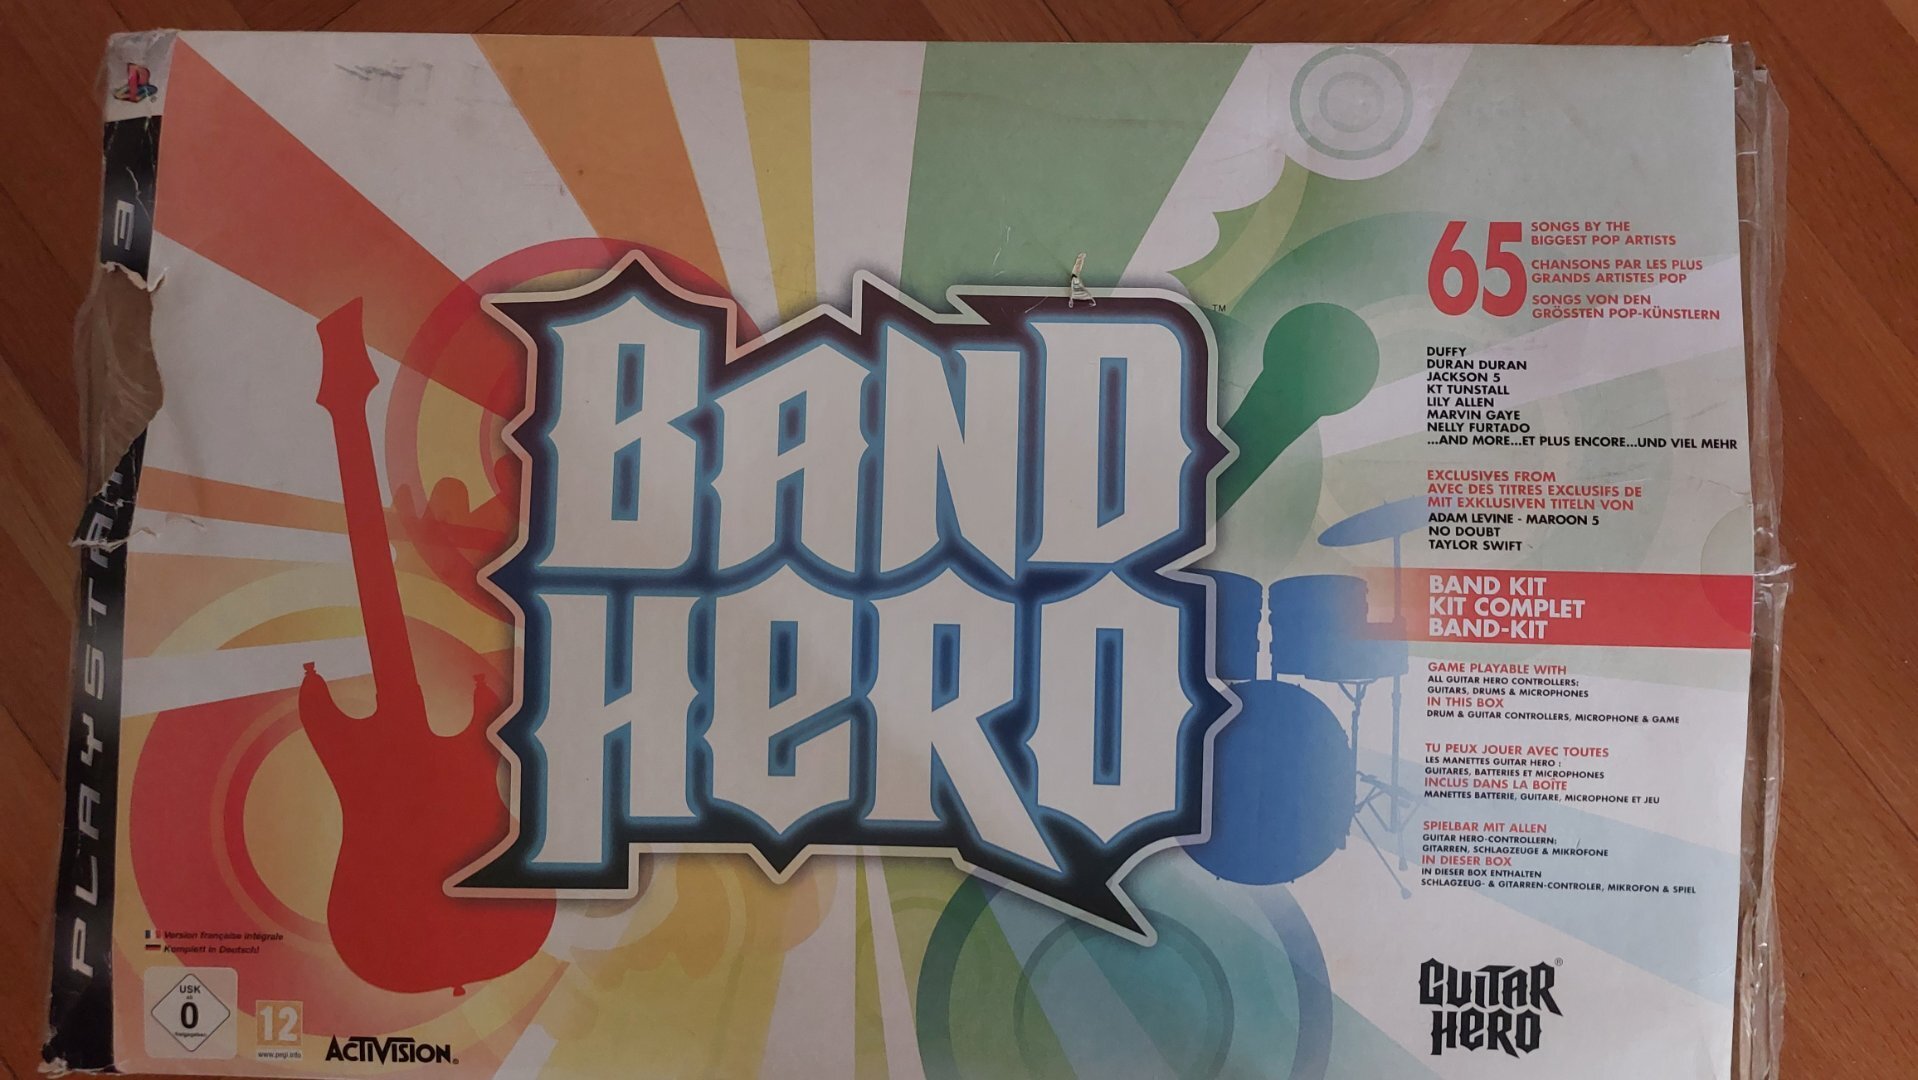 PLAYSTA
3
BAND
HERO
™
65
SONGS BY THE
BIGGEST POP ARTISTS
CHANSONS PAR LES PLUS
GRANDS ARTISTES POP
SONGS VON DEN
GRÖSSTEN POP-KÜNSTLERN
DUFFY
DURAN DURAN
JACKSON 5
KT TUNSTALL
LILY ALLEN
MARVIN GAYE
NELLY FURTADO
...AND MORE...ET PLUS ENCORE...UND VIEL MEHR
EXCLUSIVES FROM
AVEC DES TITRES EXCLUSIFS DE
MIT EXKLUSIVEN TITELN VON
ADAM LEVINE - MAROON 5
NO DOUBT
TAYLOR SWIFT
BAND KIT
KIT COMPLET
BAND-KIT
GAME PLAYABLE WITH
ALL GUITAR HERO CONTROLLERS:
GUITARS, DRUMS & MICROPHONES
IN THIS BOX
DRUM & GUITAR CONTROLLERS, MICROPHONE & GAME
TU PEUX JOUER AVEC TOUTES
LES MANETTES GUITAR HERO :
GUITARES, BATTERIES ET MICROPHONES
INCLUS DANS LA BOÎTE
MANETTES BATTERIE, GUITARE, MICROPHONE ET JEU
SPIELBAR MIT ALLEN
GUITAR HERO-CONTROLLERN:
GITARREN, SCHLAGZEUGE & MIKROFONE
IN DIESER BOX
IN DIESER BOX ENTHALTEN
SCHLAGZEUG- & GITARREN-CONTROLER, MIKROFON & SPIEL
Version française intégrale
Komplett in Deutsch!
USK
ab
0
freigegeben
12
www.pegi.info
ACTIVISION®
GUITAR®
HERO